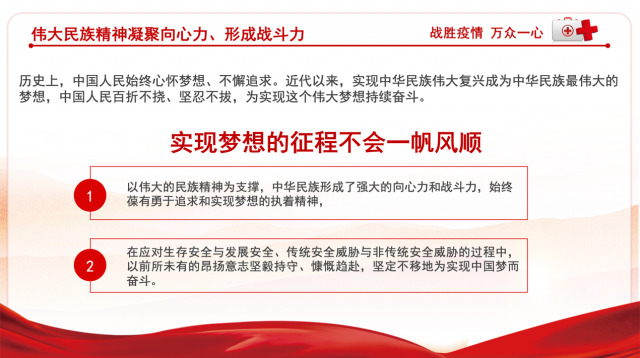 伟大民族精神凝聚向心力、形成战斗力
战胜疫情 万众一心
历史上，中国人民始终心怀梦想、不懈追求。近代以来，实现中华民族伟大复兴成为中华民族最伟大的
梦想，中国人民百折不挠、坚忍不拔，为实现这个伟大梦想持续奋斗。
实现梦想的征程不会一帆风顺
1
以伟大的民族精神为支撑，中华民族形成了强大的向心力和战斗力，始终
葆有勇于追求和实现梦想的执着精神，
2
在应对生存安全与发展安全、传统安全威胁与非传统安全威胁的过程中，
以前所未有的昂扬意志坚毅持守、慷慨趋赴，坚定不移地为实现中国梦而
奋斗。